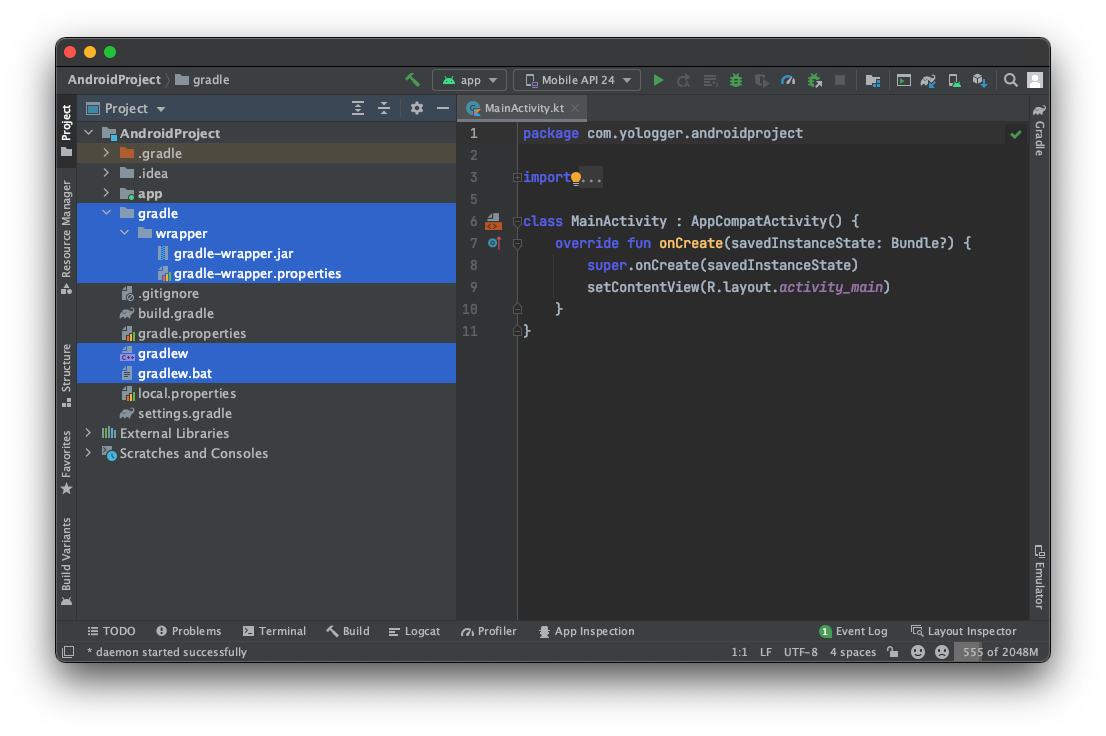 AndroidProject gradle app Mobile API 24
Project MainActivity.kt
AndroidProject
.gradle
.idea
app
gradle
wrapper
gradle-wrapper.jar
gradle-wrapper.properties
.gitignore
build.gradle
gradle.properties
gradlew
C++
gradlew.bat
local.properties
settings.gradle
External Libraries
Scratches and Consoles
Project
Resource Manager
Structure
Favorites
Build Variants
1 package com.yologger.androidproject
2
3 import ...
5
6 class MainActivity : AppCompatActivity() {
7 override fun onCreate(savedInstanceState: Bundle?) {
8 super.onCreate(savedInstanceState)
9 setContentView(R.layout.activity_main)
10 }
11 }
Gradle
Emulator
TODO Problems Terminal Build Logcat Profiler App Inspection 1 Event Log Layout Inspector
* daemon started successfully 1:1 LF UTF-8 4 spaces 555 of 2048M